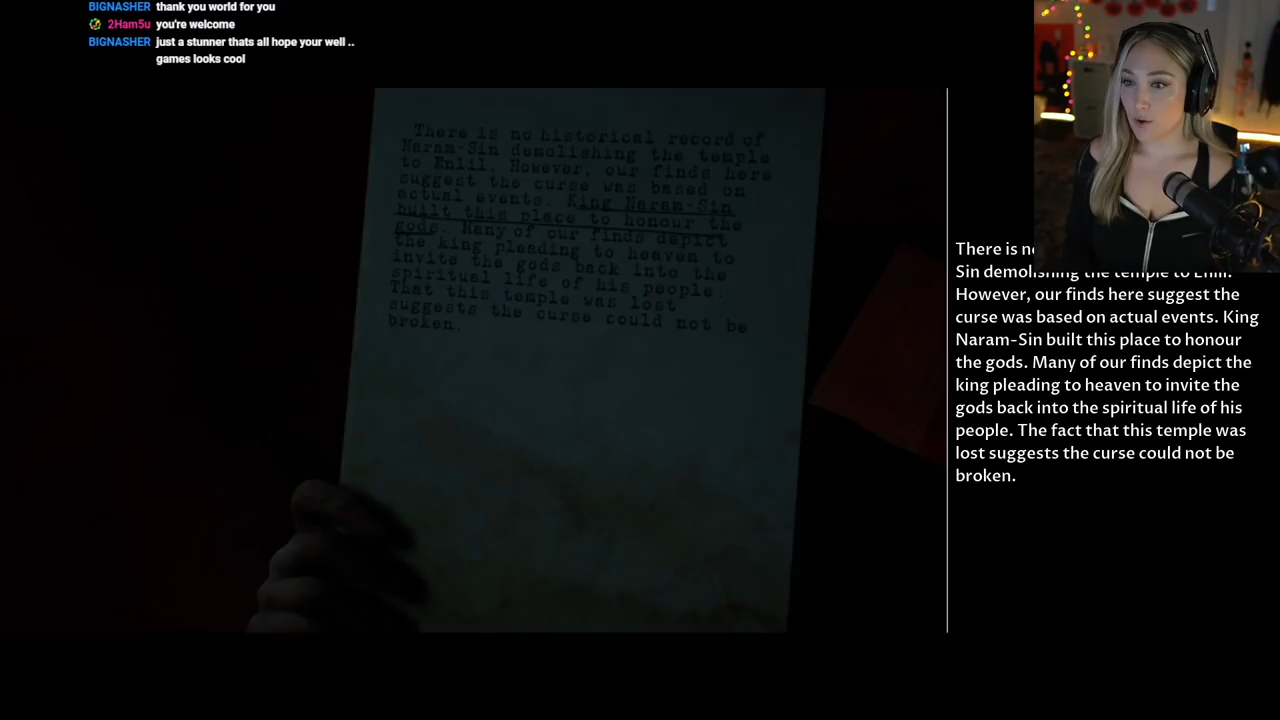 BIGNASHER thank you world for you
2Ham5u you're welcome
BIGNASHER just a stunner thats all hope your well ..
games looks cool
There is no historical record of
Naram-Sin demolishing the temple
to Enlil. However, our finds here
suggest the curse was based on
actual events. King Naram-Sin
built this place to honour the
gods. Many of our finds depict
the king pleading to heaven to
invite the gods back into the
spiritual life of his people.
That this temple was lost
suggests the curse could not be
broken.
There is
Sin demolishing the temple to Enlil.
However, our finds here suggest the
curse was based on actual events. King
Naram-Sin built this place to honour
the gods. Many of our finds depict the
king pleading to heaven to invite the
gods back into the spiritual life of his
people. The fact that this temple was
lost suggests the curse could not be
broken.